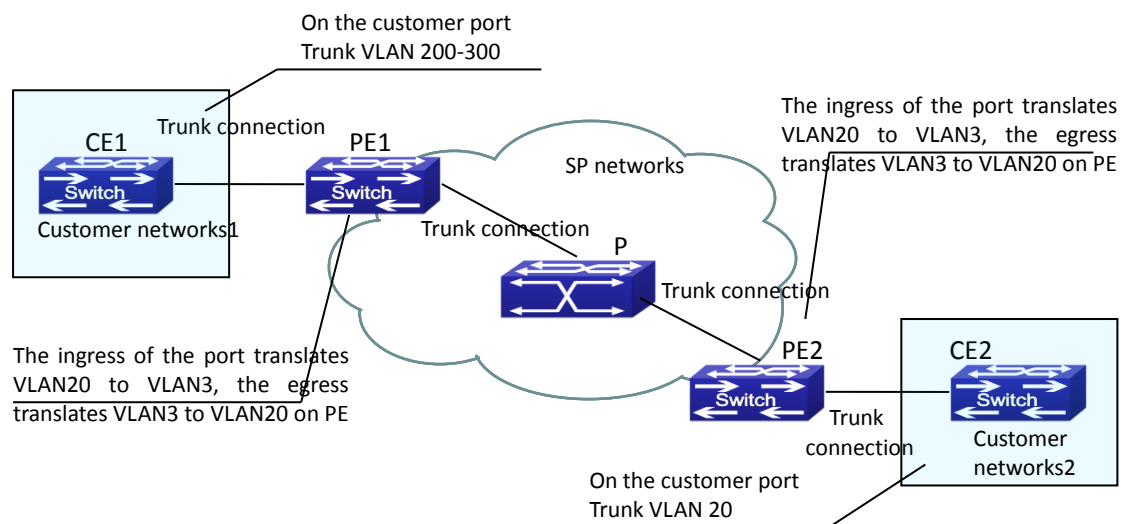 On the customer port
Trunk VLAN 200-300
The ingress of the port translates
VLAN20 to VLAN3, the egress
translates VLAN3 to VLAN20 on PE
CE1
Trunk connection
PE1
SP networks
Switch
Switch
Customer networks1
Trunk connection
P
Trunk connection
The ingress of the port translates
VLAN20 to VLAN3, the egress
translates VLAN3 to VLAN20 on PE
PE2
CE2
Switch
Switch
Trunk
connection
Customer
networks2
On the customer port
Trunk VLAN 20